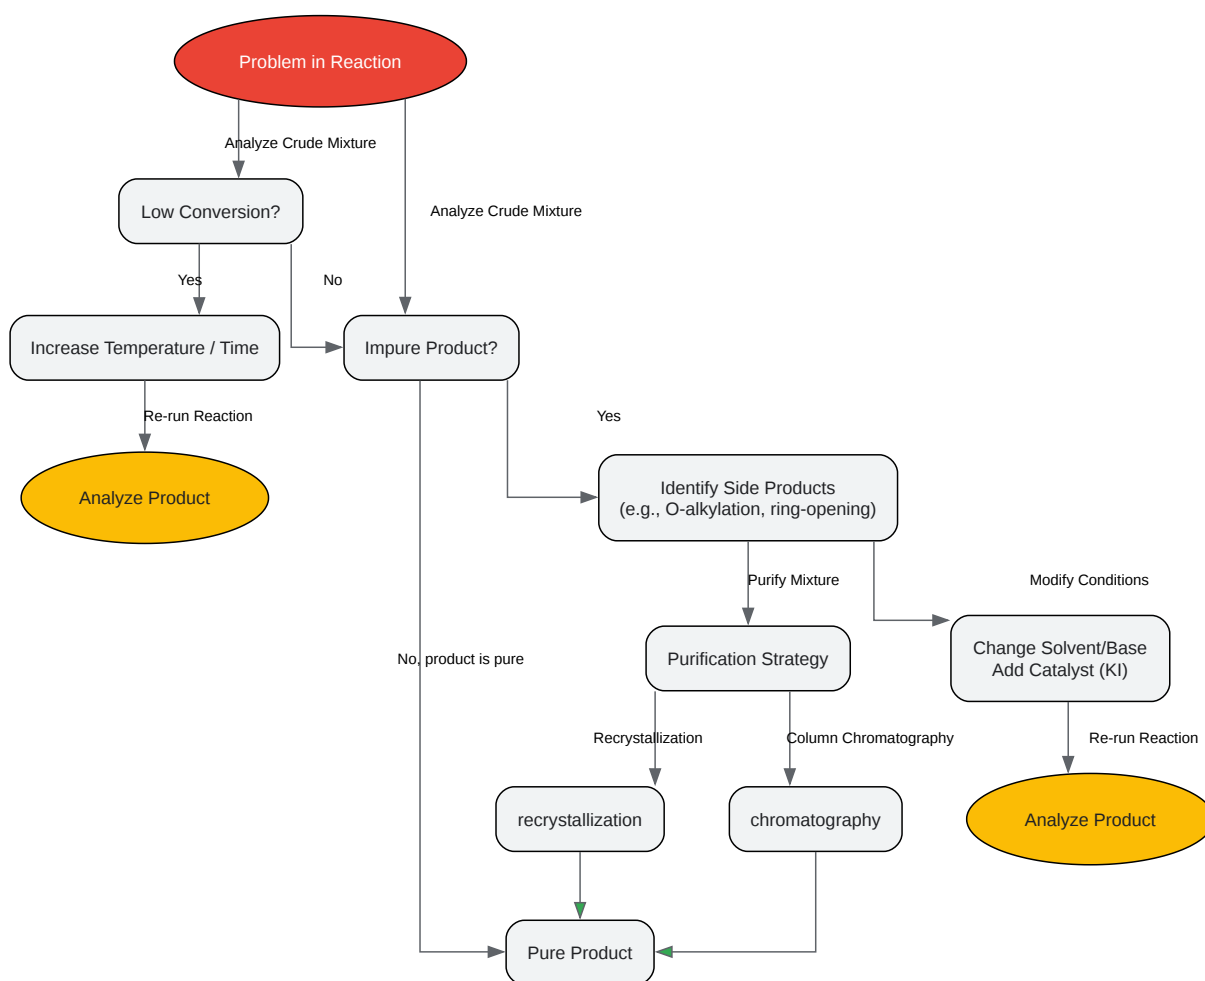 Problem in Reaction
Analyze Crude Mixture
Low Conversion?
Analyze Crude Mixture
Yes
No
Increase Temperature / Time
Impure Product?
Re-run Reaction
Yes
Analyze Product
Identify Side Products
(e.g., O-alkylation, ring-opening)
Purify Mixture
Modify Conditions
No, product is pure
Purification Strategy
Change Solvent/Base
Add Catalyst (KI)
Recrystallization
Column Chromatography
Re-run Reaction
recrystallization
chromatography
Analyze Product
Pure Product